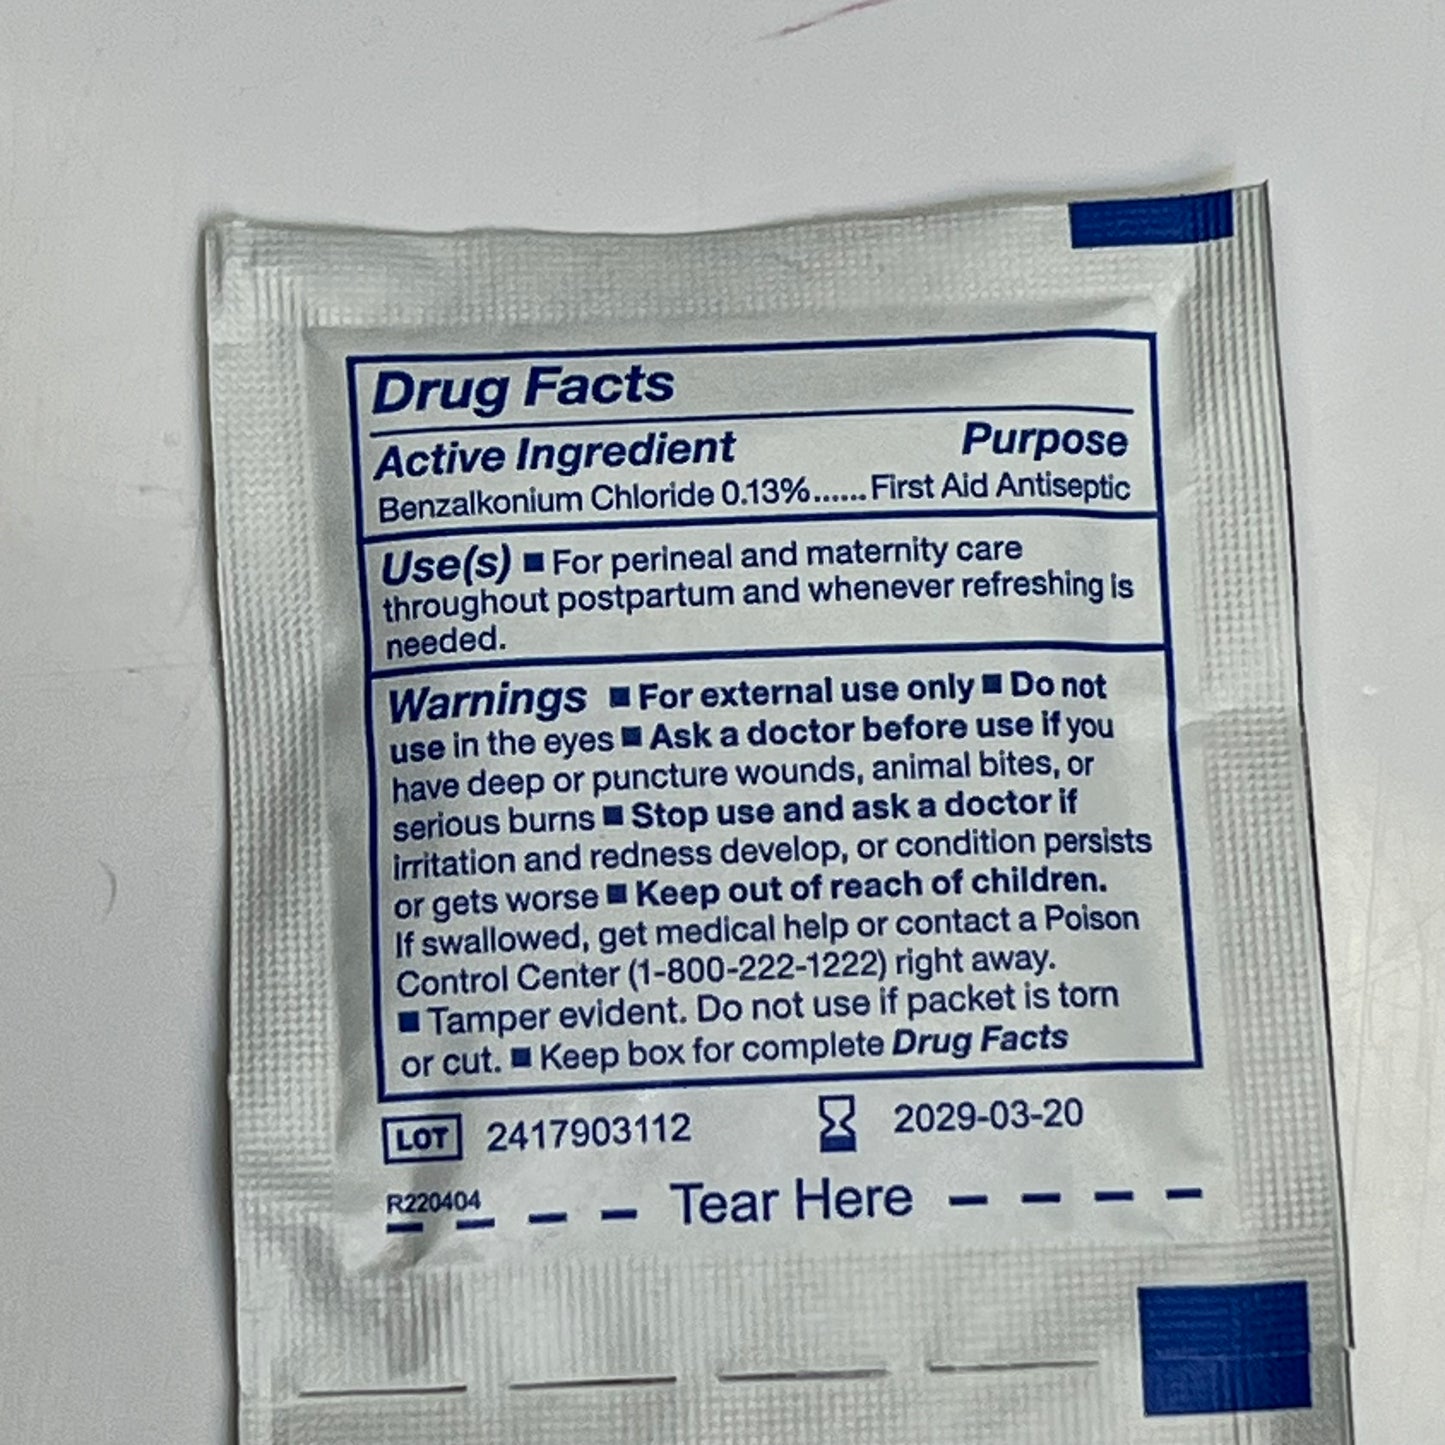 Drug Facts
Active Ingredient Purpose
Benzalkonium Chloride 0.13%...... First Aid Antiseptic
Use(s) ■ For perineal and maternity care
throughout postpartum and whenever refreshing is
needed.
Warnings ■ For external use only ■ Do not
use in the eyes ■ Ask a doctor before use if you
have deep or puncture wounds, animal bites, or
serious burns ■ Stop use and ask a doctor if
irritation and redness develop, or condition persists
or gets worse ■ Keep out of reach of children.
If swallowed, get medical help or contact a Poison
Control Center (1-800-222-1222) right away.
■ Tamper evident. Do not use if packet is torn
or cut. ■ Keep box for complete Drug Facts
LOT 2417903112 2029-03-20
R220404
Tear Here